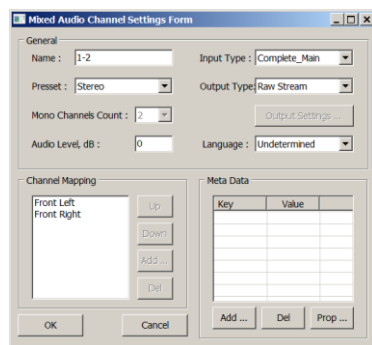 Mixed Audio Channel Settings Form
General
Name : 1-2 Input Type : Complete_Main
Presset : Stereo Output Type: Raw Stream
Mono Channels Count : 2 Output Settings ...
Audio Level, dB : 0 Language : Undetermined
Channel Mapping Meta Data
Front Left
Front Right
Up
Down
Add ...
Del
Key Value
Add ... Del Prop ...
OK Cancel